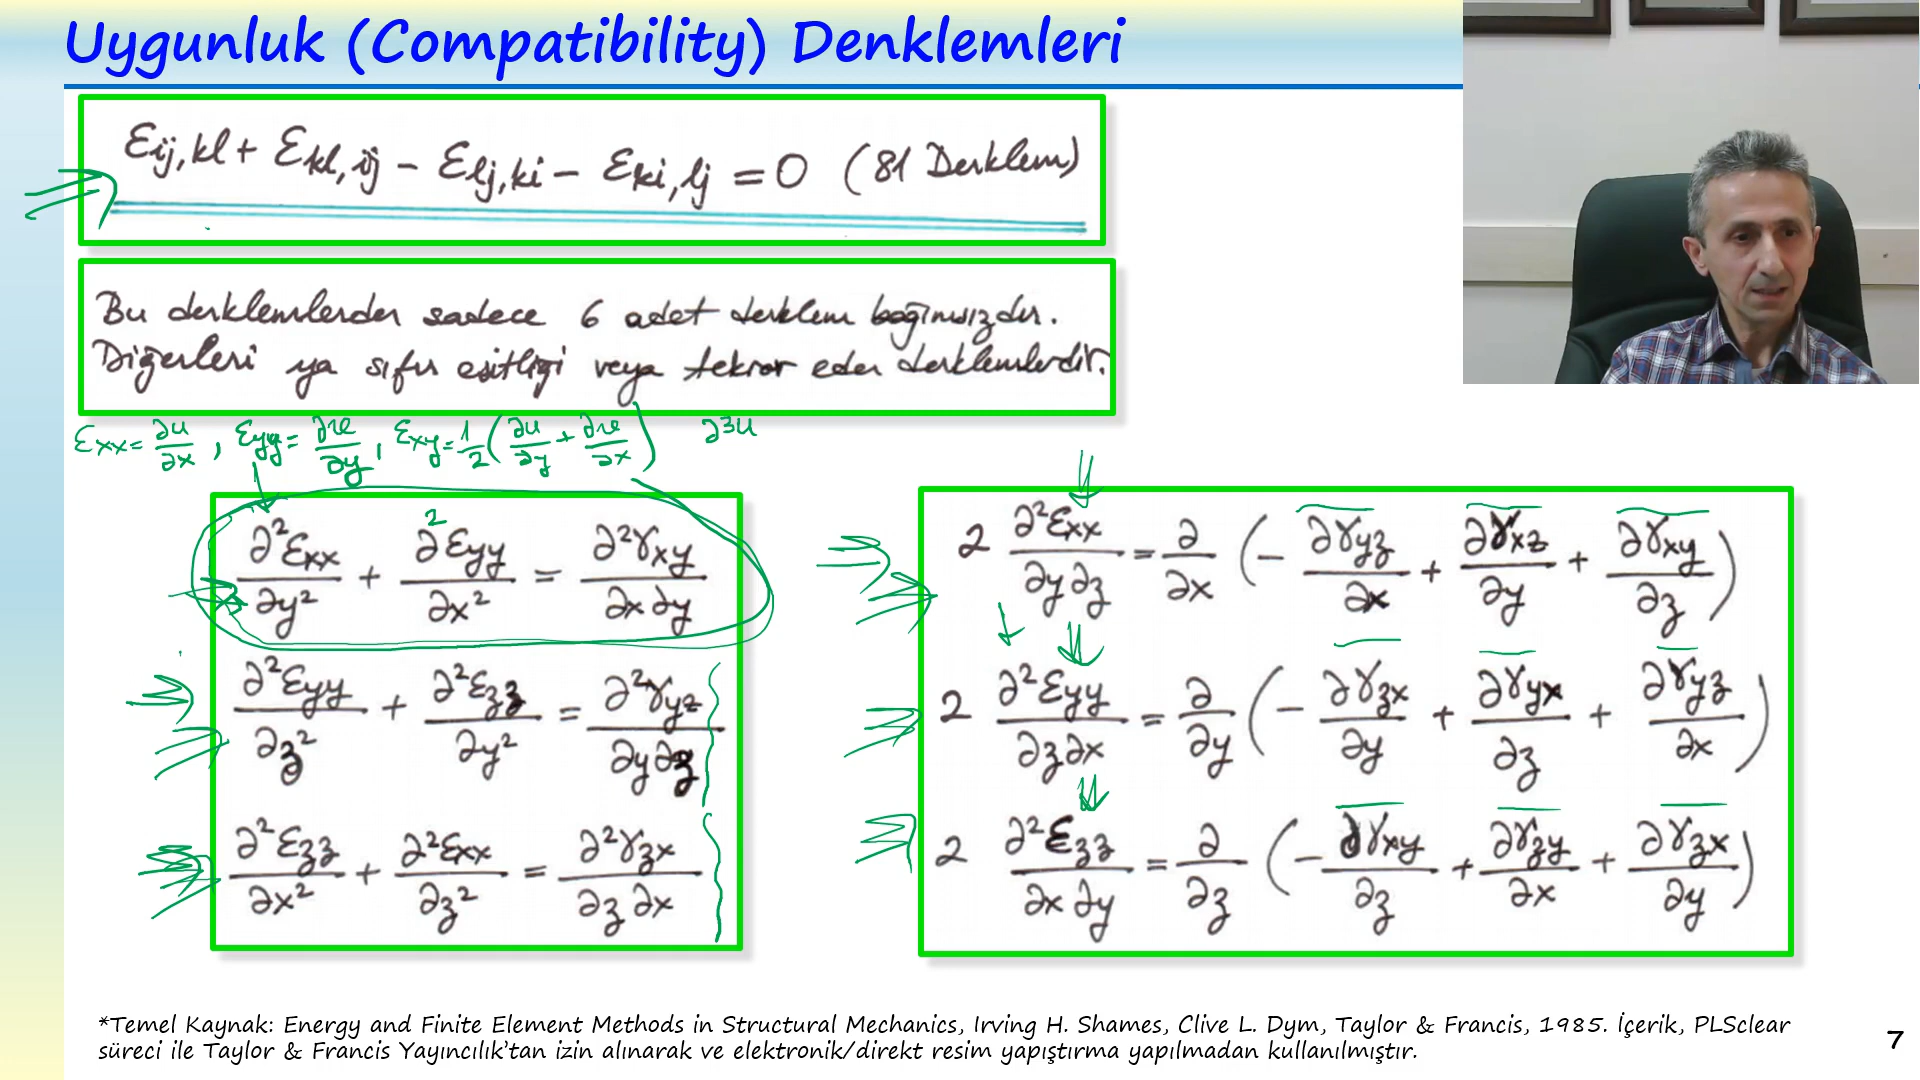 Uygunluk (Compatibility) Denklemleri
εij,kl + εkl,ij − εlj,ki − εki,lj = 0 (81 Denklem)
Bu denklemlerden sadece 6 adet denklem bağımsızdır.
Diğerleri ya sıfır eşitliği veya tekrar eden denklemlerdir.
εxx = ∂u/∂x , εyy = ∂v/∂y , εxy = 1/2 (∂u/∂y + ∂v/∂x) ∂³u
∂²εxx/∂y² + ∂²εyy/∂x² = ∂²γxy/∂x∂y
∂²εyy/∂z² + ∂²εzz/∂y² = ∂²γyz/∂y∂z
∂²εzz/∂x² + ∂²εxx/∂z² = ∂²γzx/∂z∂x
2 ∂²εxx/∂y∂z = ∂/∂x (− ∂γyz/∂x + ∂γxz/∂y + ∂γxy/∂z)
2 ∂²εyy/∂z∂x = ∂/∂y (− ∂γzx/∂y + ∂γyx/∂z + ∂γyz/∂x)
2 ∂²εzz/∂x∂y = ∂/∂z (− ∂γxy/∂z + ∂γzy/∂x + ∂γzx/∂y)
*Temel Kaynak: Energy and Finite Element Methods in Structural Mechanics, Irving H. Shames, Clive L. Dym, Taylor & Francis, 1985. İçerik, PLSclear
süreci ile Taylor & Francis Yayıncılık'tan izin alınarak ve elektronik/direkt resim yapıştırma yapılmadan kullanılmıştır.
7